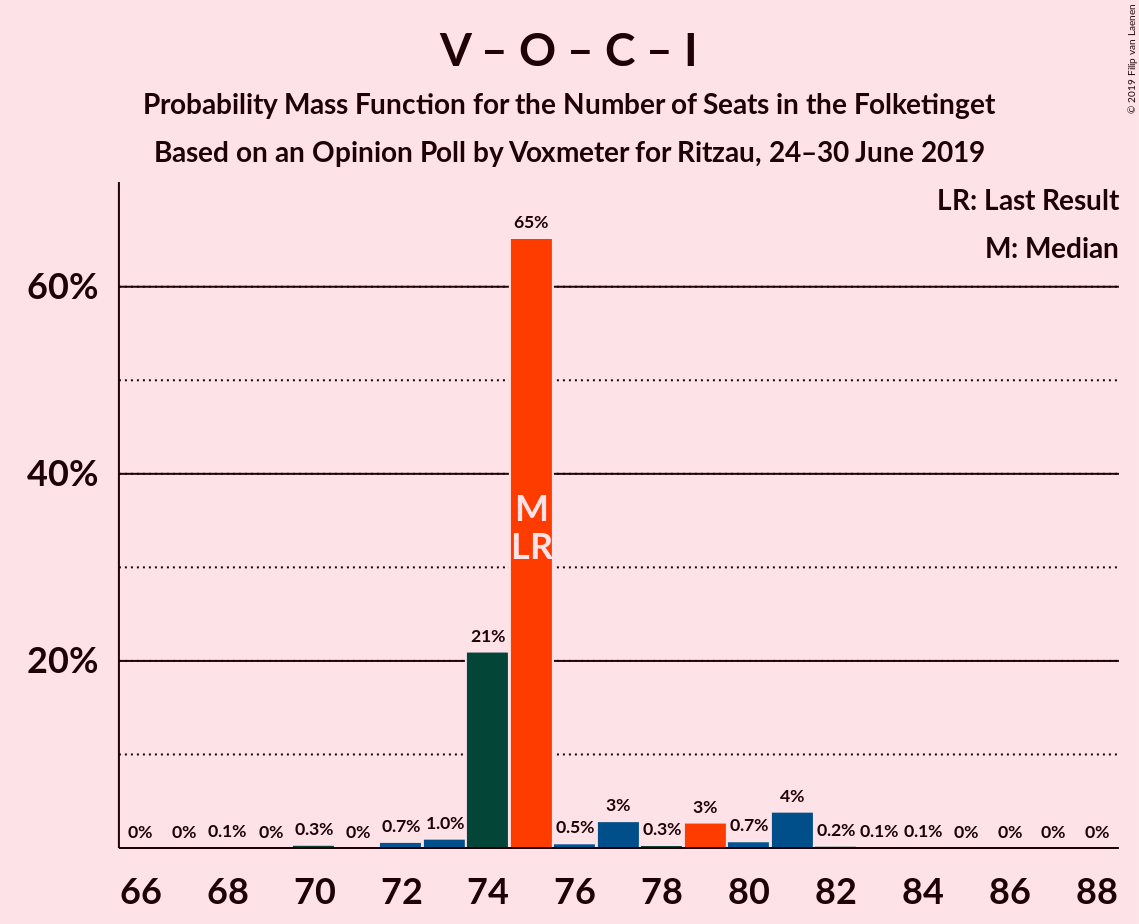 V – O – C – I
Probability Mass Function for the Number of Seats in the Folketinget
Based on an Opinion Poll by Voxmeter for Ritzau, 24–30 June 2019
© 2019 Filip van Laenen
LR: Last Result
M: Median
60%
40%
20%
0% 0% 0.1% 0% 0.3% 0% 0.7% 1.0% 21% 65% 0.5% 3% 0.3% 3% 0.7% 4% 0.2% 0.1% 0.1% 0% 0% 0% 0%
M
LR
66 68 70 72 74 76 78 80 82 84 86 88